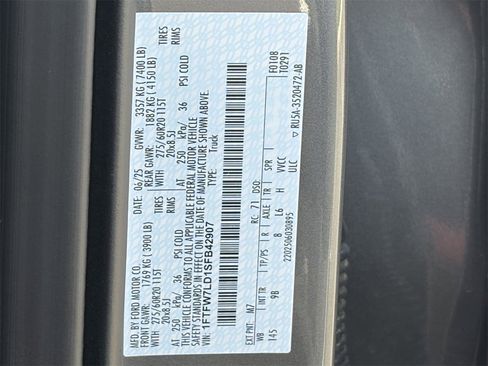 MFD. BY FORD MOTOR CO.
DATE: 06/25 GVWR: 3357 KG ( 7400 LB)
FRONT GAWR: 1769 KG (3900 LB) REAR GAWR: 1882 KG ( 4150 LB)
WITH 275/60R20 115T TIRES WITH 275/60R20 115T TIRES
20x8.5J RIMS 20x8.5J RIMS
AT 250 kPa/ 36 PSI COLD AT 250 kPa/ 36 PSI COLD
THIS VEHICLE CONFORMS TO ALL APPLICABLE FEDERAL MOTOR VEHICLE
SAFETY STANDARDS IN EFFECT ON THE DATE OF MANUFACTURE SHOWN ABOVE.
VIN: 1FTFW7LD1SFB42907 TYPE: Truck
F0108
T0291
EXT PNT: M7 RC: 71 DSO:
WB INT TR TP/PS R AXLE TR SPR
145 9B B L6 H VVCC
ULC
2202506030895
▽ RU5A-3520472-AB